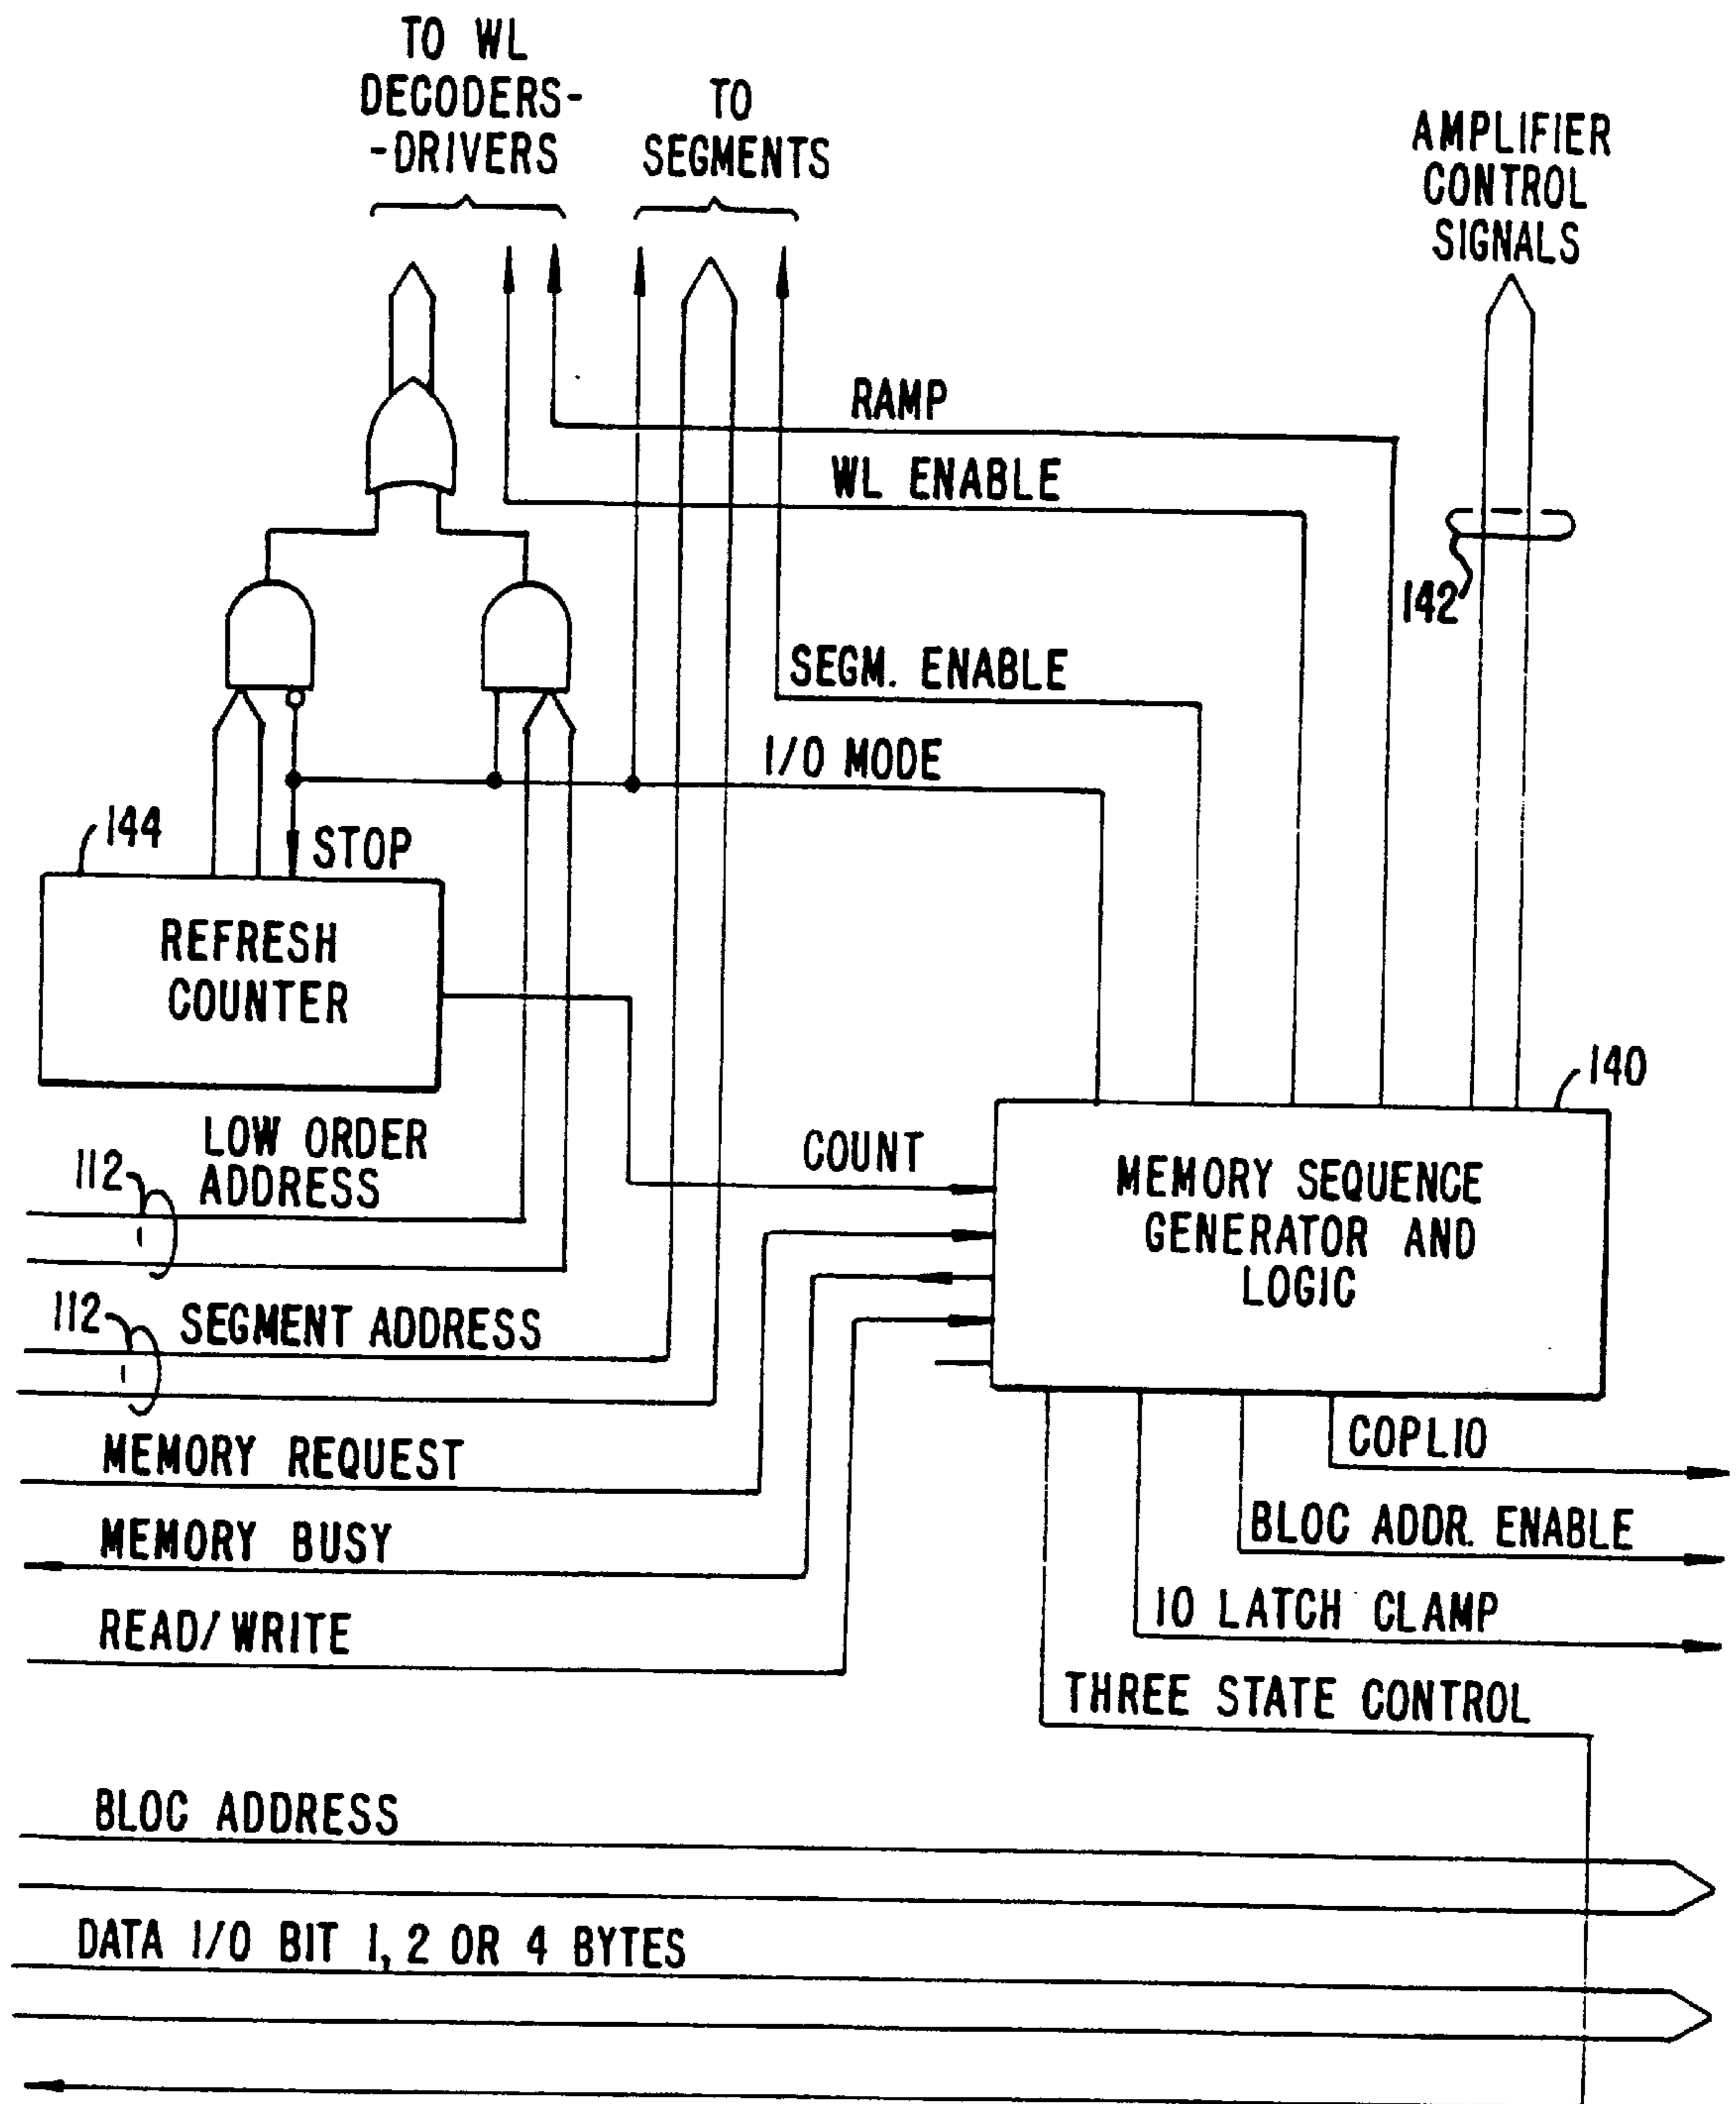 TO WL
DECODERS-
-DRIVERS
TO
SEGMENTS
AMPLIFIER
CONTROL
SIGNALS
RAMP
WL ENABLE
142
SEGM. ENABLE
I/O MODE
144
STOP
REFRESH
COUNTER
140
LOW ORDER
ADDRESS
112
COUNT
MEMORY SEQUENCE
GENERATOR AND
LOGIC
112
SEGMENT ADDRESS
MEMORY REQUEST
COPLIO
MEMORY BUSY
BLOC ADDR. ENABLE
READ/WRITE
IO LATCH CLAMP
THREE STATE CONTROL
BLOC ADDRESS
DATA I/O BIT 1, 2 OR 4 BYTES